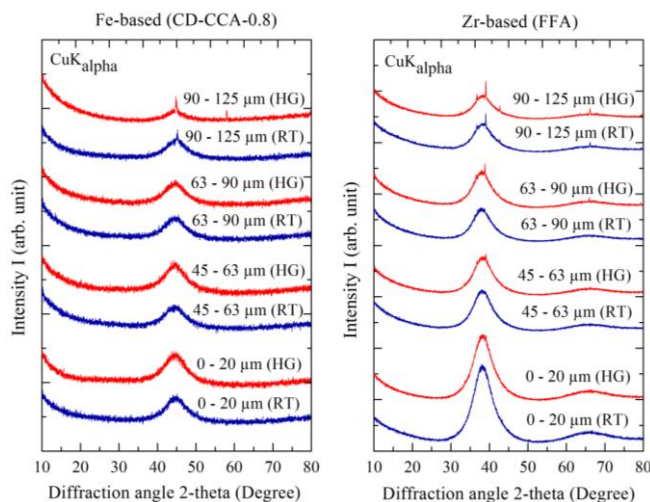 Fe-based (CD-CCA-0.8)
CuKalpha
90 - 125 µm (HG)
90 - 125 µm (RT)
63 - 90 µm (HG)
63 - 90 µm (RT)
45 - 63 µm (HG)
45 - 63 µm (RT)
0 - 20 µm (HG)
0 - 20 µm (RT)
Intensity I (arb. unit)
10 20 30 40 50 60 70 80
Diffraction angle 2-theta (Degree)
Zr-based (FFA)
CuKalpha
90 - 125 µm (HG)
90 - 125 µm (RT)
63 - 90 µm (HG)
63 - 90 µm (RT)
45 - 63 µm (HG)
45 - 63 µm (RT)
0 - 20 µm (HG)
0 - 20 µm (RT)
Intensity I (arb. unit)
10 20 30 40 50 60 70 80
Diffraction angle 2-theta (Degree)